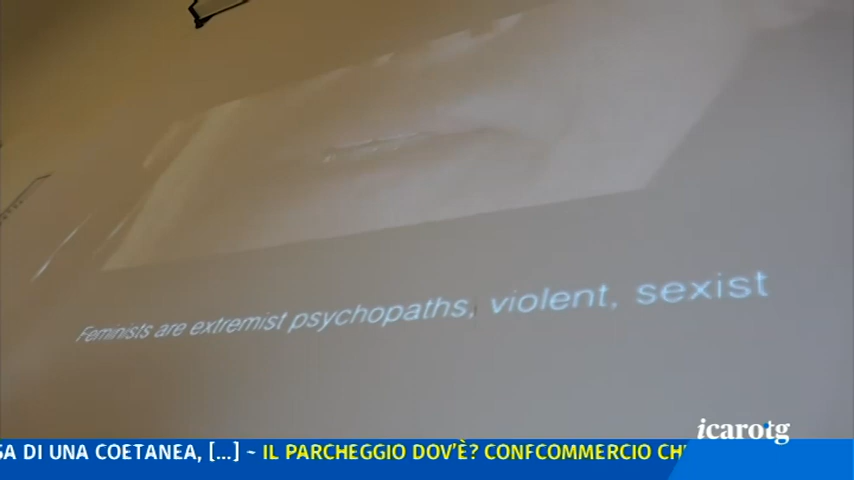 Feminists are extremist psychopaths, violent, sexist
icarotg
SA DI UNA COETANEA, [...] ~ IL PARCHEGGIO DOV'È? CONFCOMMERCIO CH